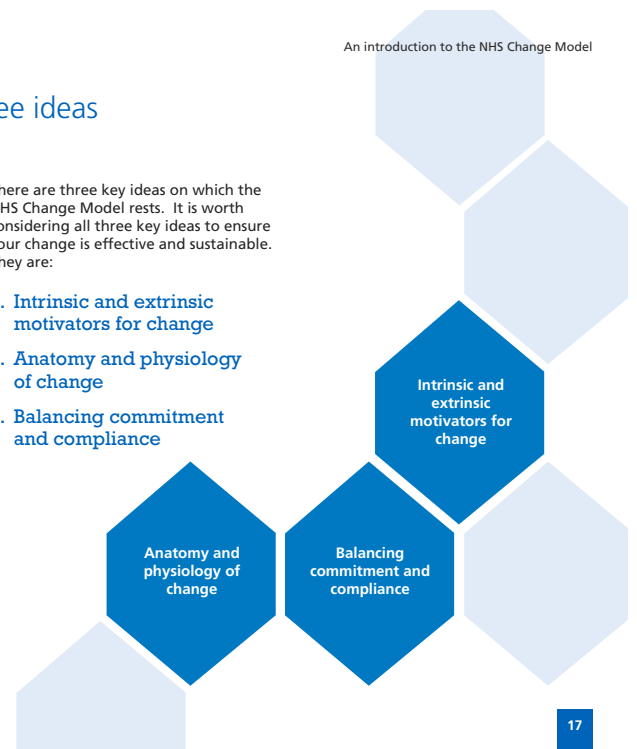 An introduction to the NHS Change Model
ee ideas
here are three key ideas on which the
HS Change Model rests.  It is worth
onsidering all three key ideas to ensure
our change is effective and sustainable.
hey are:
. Intrinsic and extrinsic
motivators for change
. Anatomy and physiology
of change
. Balancing commitment
and compliance
Intrinsic and
extrinsic
motivators for
change
Anatomy and
physiology of
change
Balancing
commitment and
compliance
17